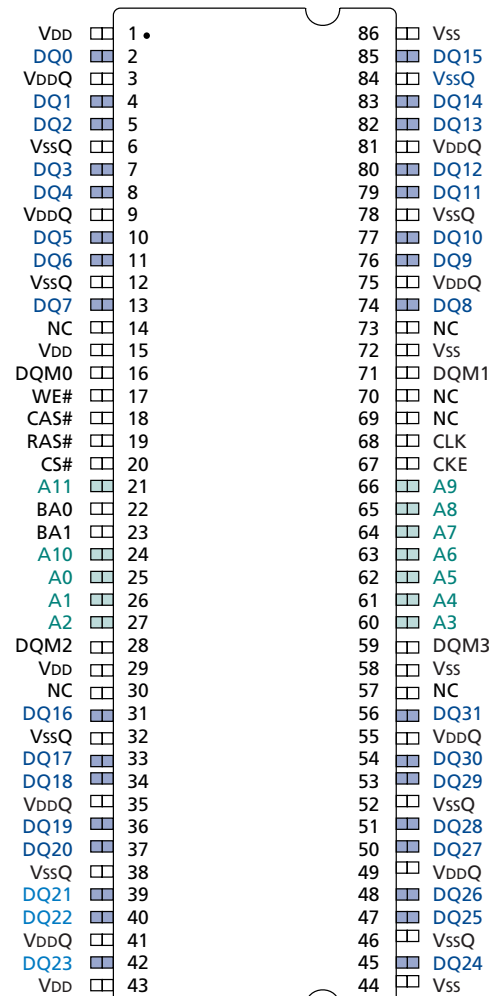 VDD 1 86 VSS
DQ0 2 85 DQ15
VDDQ 3 84 VSSQ
DQ1 4 83 DQ14
DQ2 5 82 DQ13
VSSQ 6 81 VDDQ
DQ3 7 80 DQ12
DQ4 8 79 DQ11
VDDQ 9 78 VSSQ
DQ5 10 77 DQ10
DQ6 11 76 DQ9
VSSQ 12 75 VDDQ
DQ7 13 74 DQ8
NC 14 73 NC
VDD 15 72 VSS
DQM0 16 71 DQM1
WE# 17 70 NC
CAS# 18 69 NC
RAS# 19 68 CLK
CS# 20 67 CKE
A11 21 66 A9
BA0 22 65 A8
BA1 23 64 A7
A10 24 63 A6
A0 25 62 A5
A1 26 61 A4
A2 27 60 A3
DQM2 28 59 DQM3
VDD 29 58 VSS
NC 30 57 NC
DQ16 31 56 DQ31
VSSQ 32 55 VDDQ
DQ17 33 54 DQ30
DQ18 34 53 DQ29
VDDQ 35 52 VSSQ
DQ19 36 51 DQ28
DQ20 37 50 DQ27
VSSQ 38 49 VDDQ
DQ21 39 48 DQ26
DQ22 40 47 DQ25
VDDQ 41 46 VSSQ
DQ23 42 45 DQ24
VDD 43 44 VSS